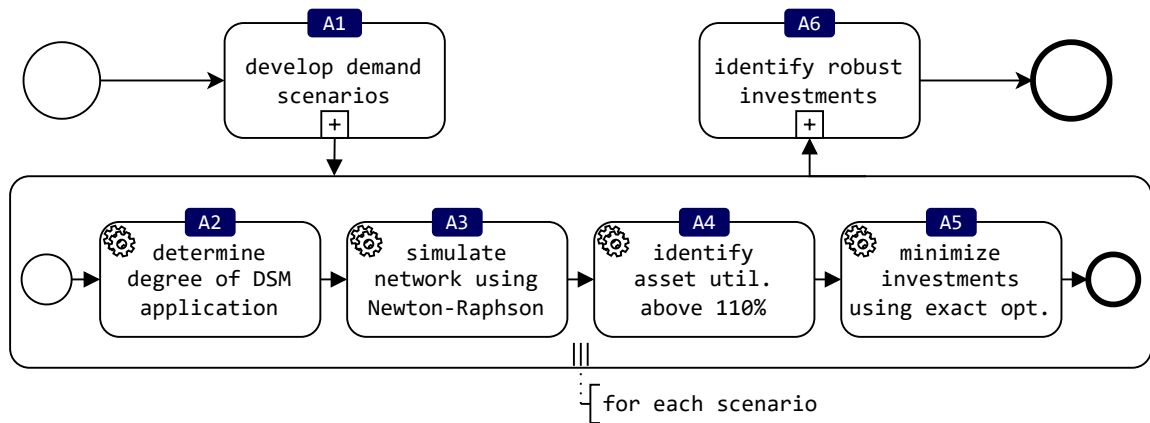 A1
develop demand
scenarios
+
A6
identify robust
investments
+
A2
determine
degree of DSM
application
A3
simulate
network using
Newton-Raphson
A4
identify
asset util.
above 110%
A5
minimize
investments
using exact opt.
for each scenario